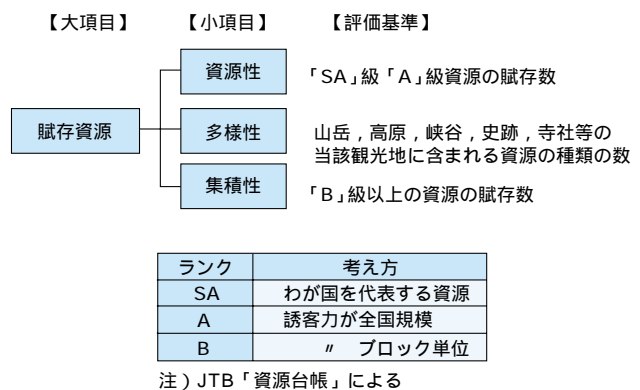 【大項目】 【小項目】 【評価基準】
資源性 「SA」級「A」級資源の賦存数
賦存資源 多様性 山岳，高原，峡谷，史跡，寺社等の
当該観光地に含まれる資源の種類の数
集積性 「B」級以上の資源の賦存数
ランク 考え方
SA わが国を代表する資源
A 誘客力が全国規模
B 〃 ブロック単位
注）JTB「資源台帳」による